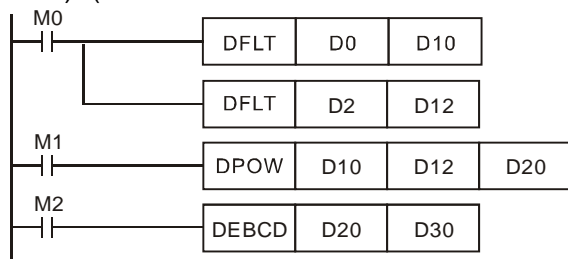 M0
DFLT D0 D10
DFLT D2 D12
M1
DPOW D10 D12 D20
M2
DEBCD D20 D30